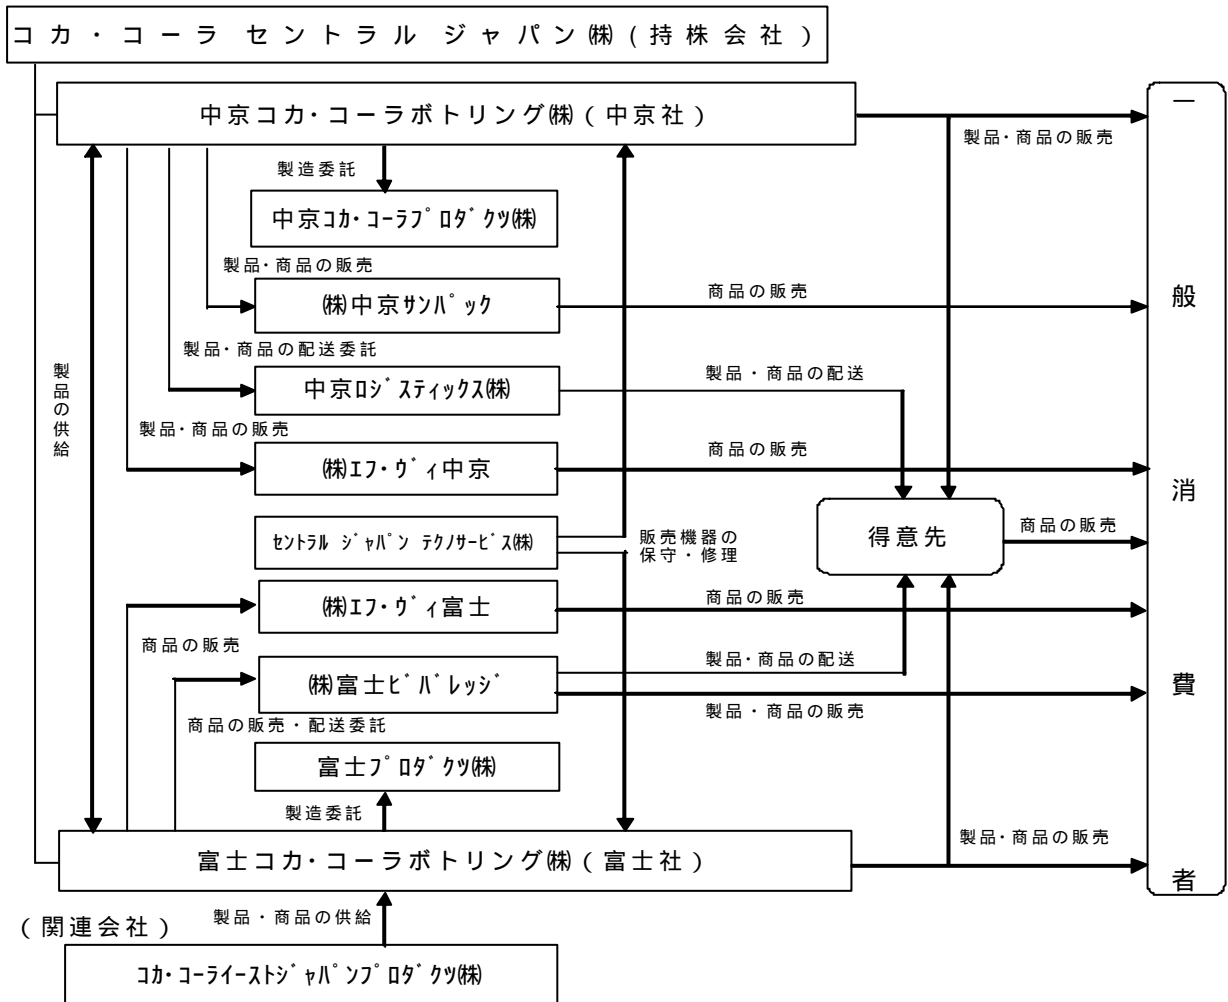 コカ・コーラ セントラル ジャパン㈱(持株会社)
中京コカ・コーラボトリング㈱(中京社)
製品・商品の販売
製造委託
中京ｺｶ･ｺｰﾗﾌﾟﾛﾀﾞｸﾂ㈱
製品・商品の販売
㈱中京ｻﾝﾊﾟｯｸ
商品の販売
製品・商品の配送委託
中京ﾛｼﾞｽﾃｨｯｸｽ㈱
製品・商品の配送
製品の供給
製品・商品の販売
㈱ｴﾌ･ｳﾞｨ中京
商品の販売
ｾﾝﾄﾗﾙ ｼﾞｬﾊﾟﾝ ﾃｸﾉｻｰﾋﾞｽ㈱
販売機器の
保守・修理
得意先
商品の販売
㈱ｴﾌ･ｳﾞｨ富士
商品の販売
商品の販売
㈱富士ﾋﾞﾊﾞﾚｯｼﾞ
製品・商品の配送
製品・商品の販売
商品の販売・配送委託
富士ﾌﾟﾛﾀﾞｸﾂ㈱
製造委託
富士コカ・コーラボトリング㈱(富士社)
製品・商品の販売
一般消費者
(関連会社)
製品・商品の供給
ｺｶ･ｺｰﾗｲｰｽﾄｼﾞｬﾊﾟﾝﾌﾟﾛﾀﾞｸﾂ㈱